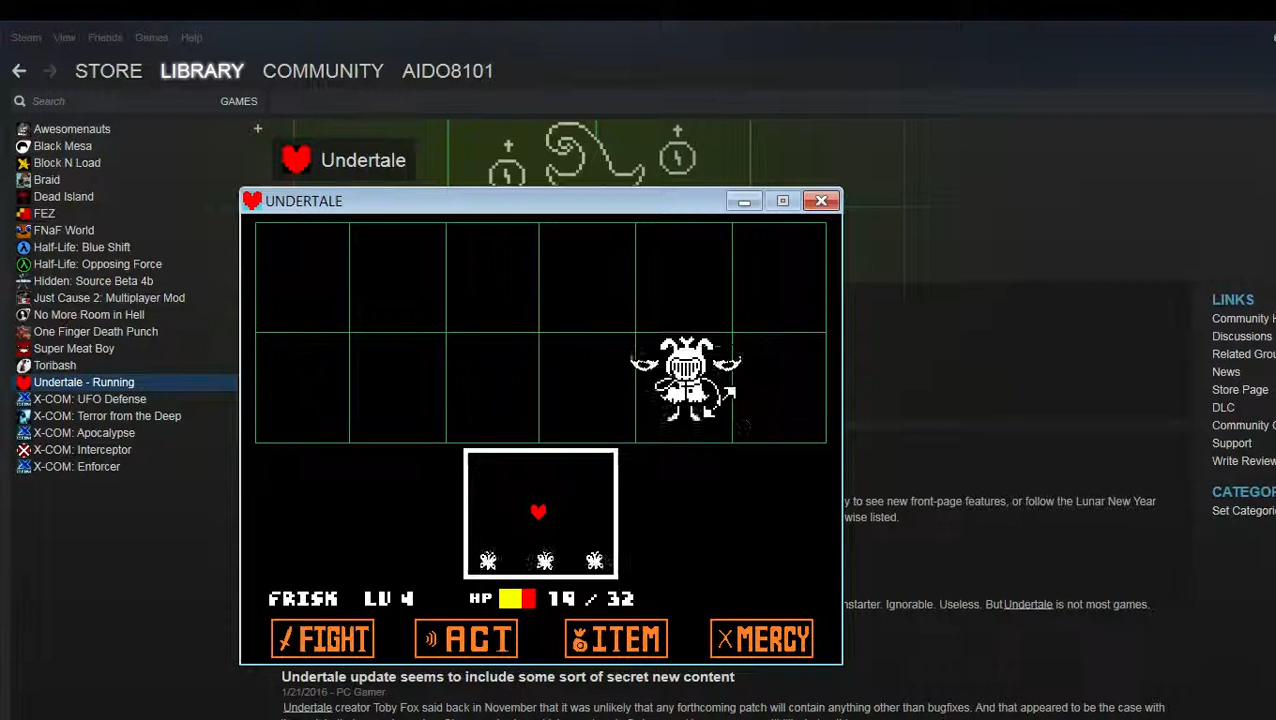 Steam View Friends Games Help
STORE LIBRARY COMMUNITY AIDO8101
Search GAMES
Awesomenauts
Black Mesa
Block N Load
Braid
Dead Island
FEZ
FNaF World
Half-Life: Blue Shift
Half-Life: Opposing Force
Hidden: Source Beta 4b
Just Cause 2: Multiplayer Mod
No More Room in Hell
One Finger Death Punch
Super Meat Boy
Toribash
Undertale - Running
X-COM: UFO Defense
X-COM: Terror from the Deep
X-COM: Apocalypse
X-COM: Interceptor
X-COM: Enforcer
Undertale
UNDERTALE
FRISK LV 4 HP 19 / 32
FIGHT ACT ITEM MERCY
LINKS
Community H
Discussions
Related Grou
News
Store Page
DLC
Community G
Support
Write Review
CATEGOR
Set Categorie
y to see new front-page features, or follow the Lunar New Year
wise listed.
nstarter. Ignorable. Useless. But Undertale is not most games.
Undertale update seems to include some sort of secret new content
1/21/2016 - PC Gamer
Undertale creator Toby Fox said back in November that it was unlikely that any forthcoming patch will contain anything other than bugfixes. And that appeared to be the case with